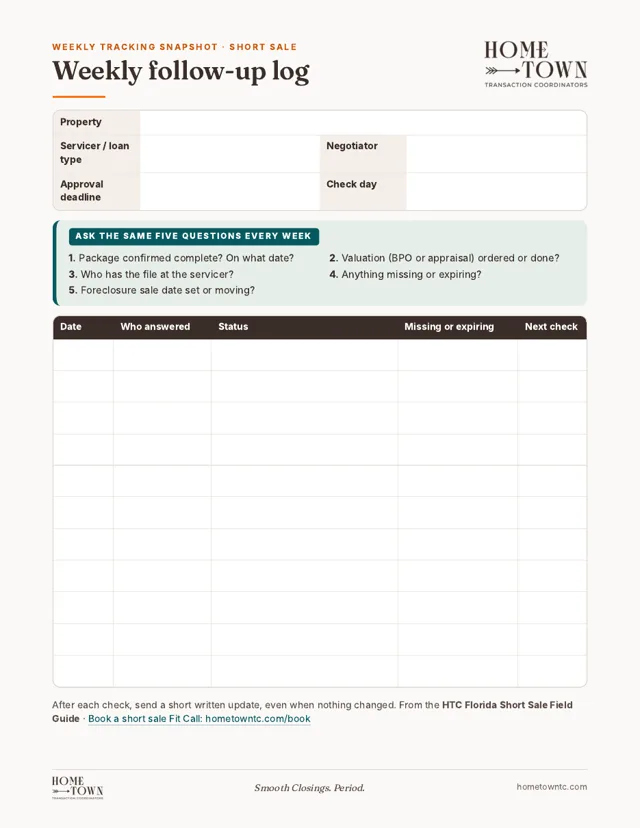 WEEKLY TRACKING SNAPSHOT · SHORT SALE
Weekly follow-up log
HOME
TOWN
TRANSACTION COORDINATORS
Property
Servicer / loan type
Negotiator
Approval deadline
Check day
ASK THE SAME FIVE QUESTIONS EVERY WEEK
1. Package confirmed complete? On what date?
2. Valuation (BPO or appraisal) ordered or done?
3. Who has the file at the servicer?
4. Anything missing or expiring?
5. Foreclosure sale date set or moving?
Date Who answered Status Missing or expiring Next check
After each check, send a short written update, even when nothing changed. From the HTC Florida Short Sale Field
Guide · Book a short sale Fit Call: hometowntc.com/book
HOME
TOWN
TRANSACTION COORDINATORS
Smooth Closings. Period.
hometowntc.com